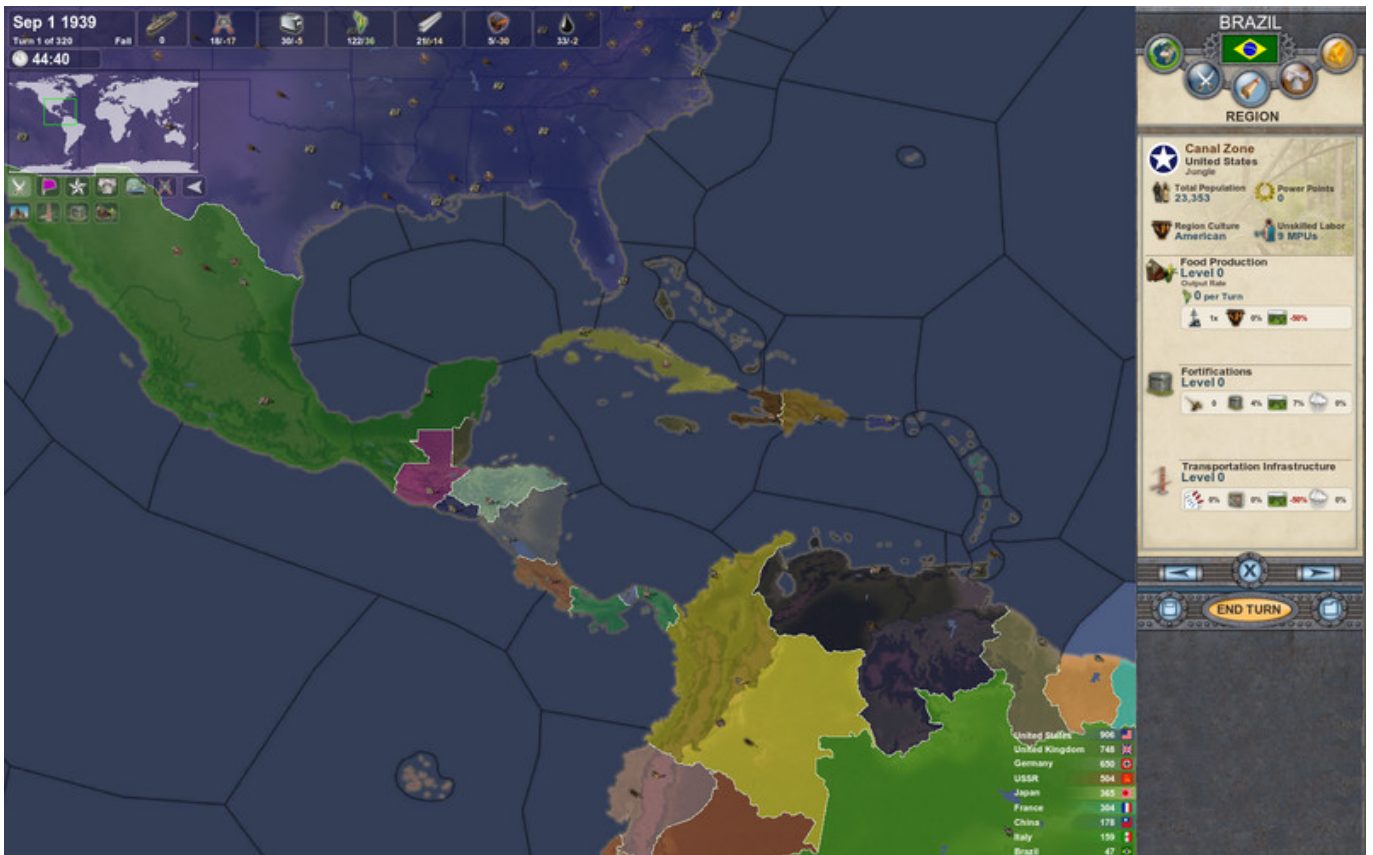 Sep 1 1939
Turn 1 of 320 Fall
0
18/-17
30/-5
122/36
219/-14
5/-30
33/-2
44:40
BRAZIL
REGION
Canal Zone
United States
Jungle
Total Population
23,353
Power Points
0
Region Culture
American
Unskilled Labor
9 MPUs
Food Production
Level 0
Output Rate
0 per Turn
1x 0% -50%
Fortifications
Level 0
0 4% 7% 0%
Transportation Infrastructure
Level 0
0% 0% -50% 0%
X
END TURN
United States 906
United Kingdom 748
Germany 650
USSR 504
Japan 365
France 304
China 178
Italy 159
Brazil 47